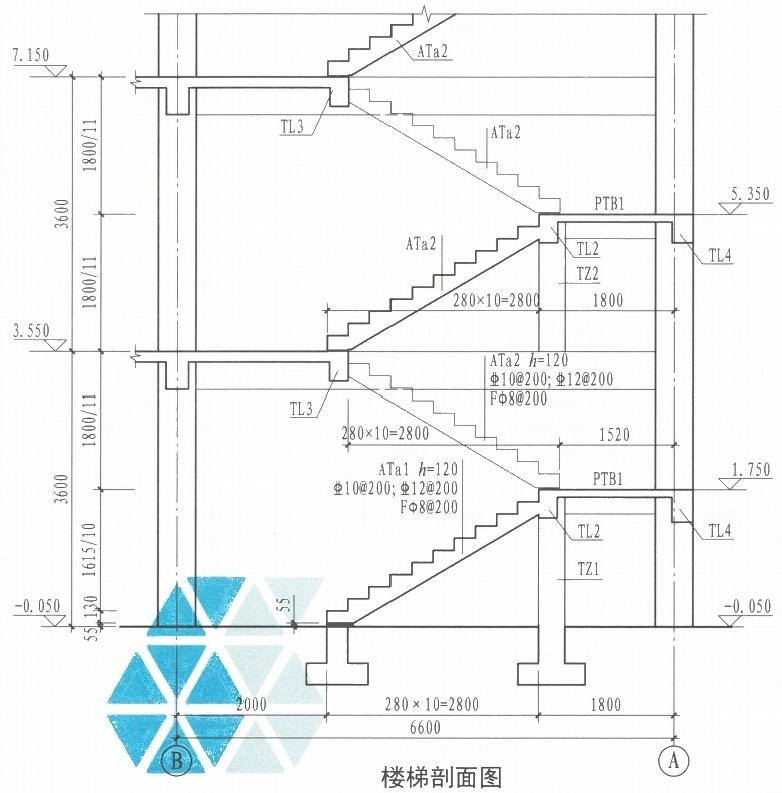 7.150
ATa2
TL3
ATa2
1800/11
3600
PTB1
5.350
TL2
TL4
ATa2
TZ2
1800/11
280×10=2800
1800
3.550
ATa2 h=120
Φ10@200; Φ12@200
FΦ8@200
TL3
1800/11
280×10=2800
1520
ATa1 h=120
Φ10@200; Φ12@200
FΦ8@200
3600
PTB1
1.750
TL2
TL4
1615/10
TZ1
-0.050
130
55
55
-0.050
2000
280×10=2800
1800
6600
B
A
楼梯剖面图